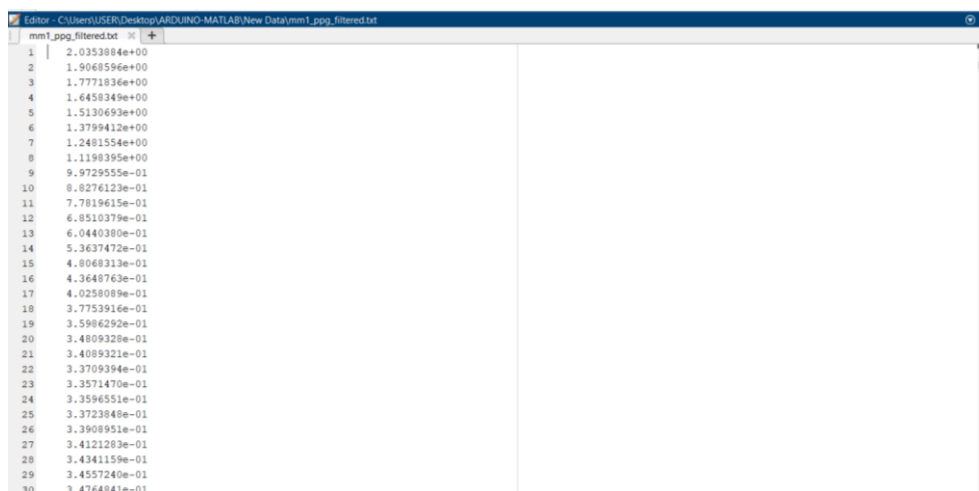 Editor - C:\Users\USER\Desktop\ARDUINO-MATLAB\New Data\mm1_ppg_filtered.txt
mm1_ppg_filtered.txt × +
1 2.0353884e+00
2 1.9068596e+00
3 1.7771836e+00
4 1.6458349e+00
5 1.5130693e+00
6 1.3799412e+00
7 1.2481554e+00
8 1.1198395e+00
9 9.9729555e-01
10 8.8276123e-01
11 7.7819615e-01
12 6.8510379e-01
13 6.0440380e-01
14 5.3637472e-01
15 4.8068313e-01
16 4.3648763e-01
17 4.0258089e-01
18 3.7753916e-01
19 3.5986292e-01
20 3.4809328e-01
21 3.4089321e-01
22 3.3709394e-01
23 3.3571470e-01
24 3.3596551e-01
25 3.3723848e-01
26 3.3908951e-01
27 3.4121283e-01
28 3.4341159e-01
29 3.4557240e-01
30 3.4764841e-01